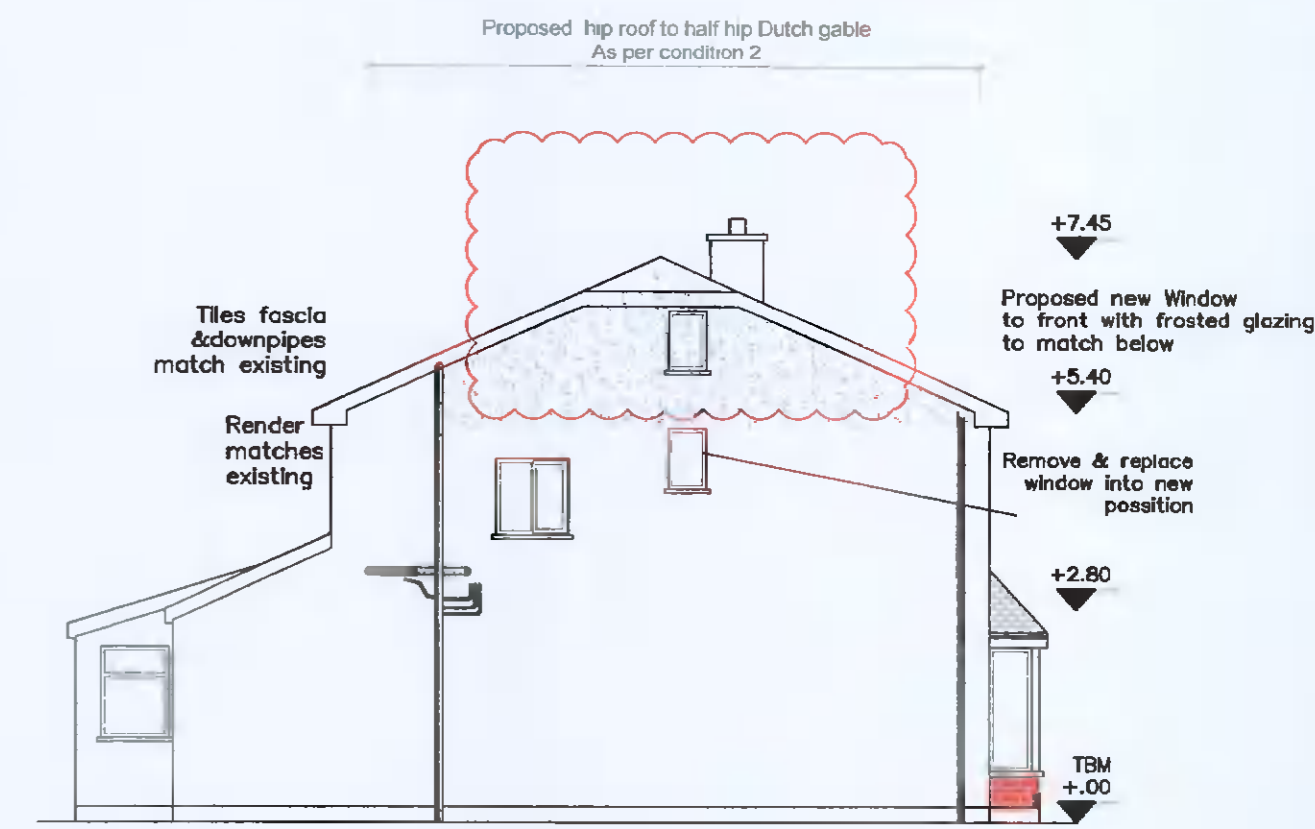 Proposed hip roof to half hip Dutch gable
As per condition 2
+7.45
Tiles fascia
&downpipes
match existing
Proposed new Window
to front with frosted glazing
to match below
+5.40
Render
matches
existing
Remove & replace
window into new
possition
+2.80
TBM
+.00